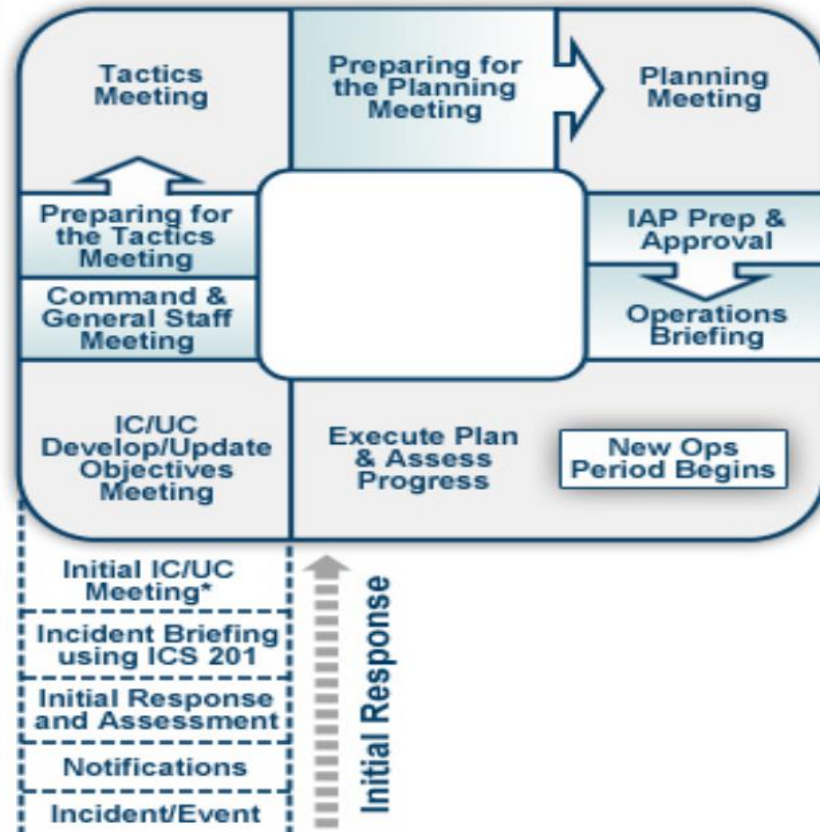 Tactics
Meeting
Preparing for
the Planning
Meeting
Planning
Meeting
Preparing for
the Tactics
Meeting
IAP Prep &
Approval
Command &
General Staff
Meeting
Operations
Briefing
IC/UC
Develop/Update
Objectives
Meeting
Execute Plan
& Assess
Progress
New Ops
Period Begins
Initial IC/UC
Meeting*
Incident Briefing
using ICS 201
Initial Response
and Assessment
Notifications
Incident/Event
Initial Response